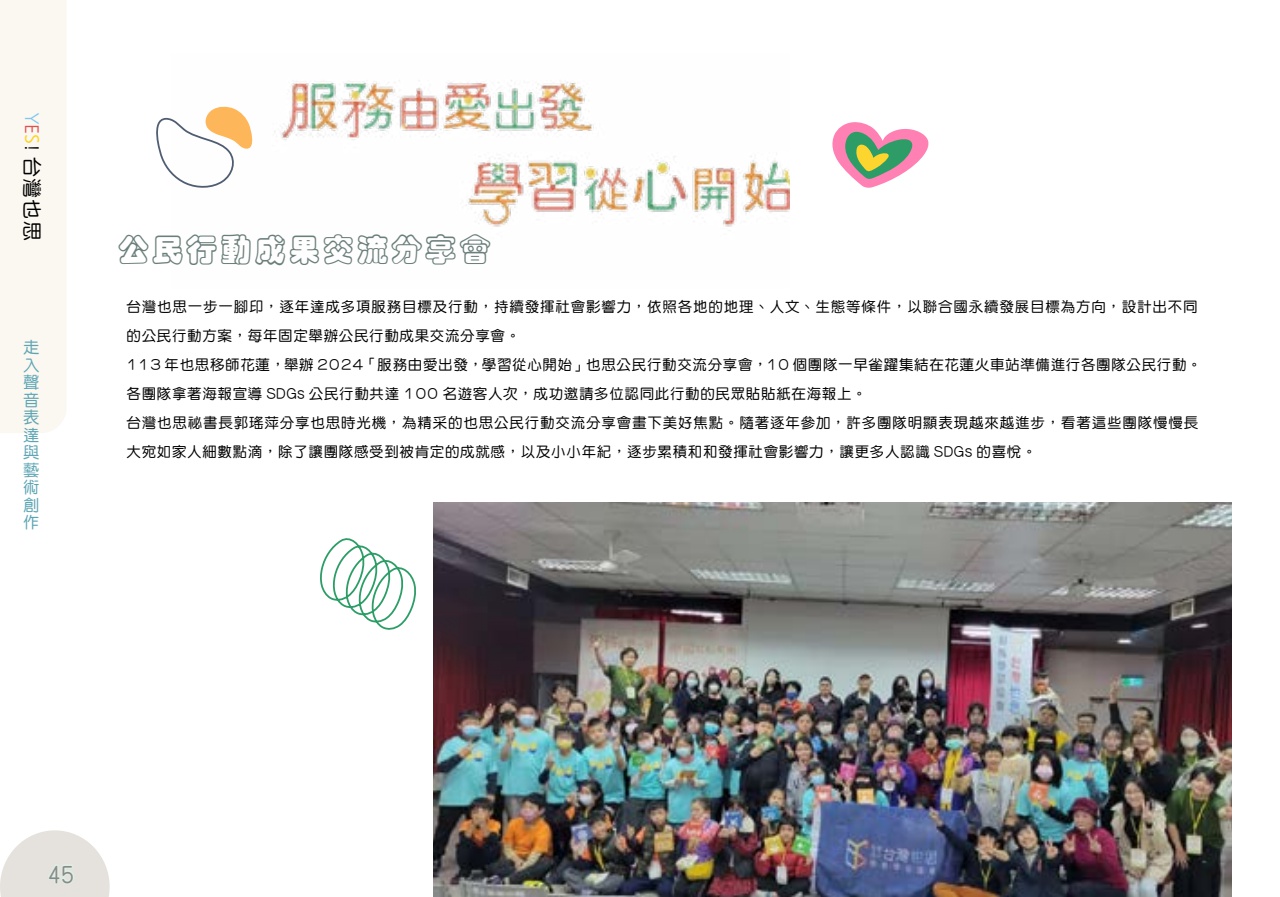 YES! 台灣也思
走入聲音表達與藝術創作
服務由愛出發
學習從心開始
公民行動成果交流分享會
台灣也思一步一腳印，逐年達成多項服務目標及行動，持續發揮社會影響力，依照各地的地理、人文、生態等條件，以聯合國永續發展目標為方向，設計出不同
的公民行動方案，每年固定舉辦公民行動成果交流分享會。
113 年也思移師花蓮，舉辦 2024「服務由愛出發，學習從心開始」也思公民行動交流分享會，10 個團隊一早雀躍集結在花蓮火車站準備進行各團隊公民行動。
各團隊拿著海報宣導 SDGs 公民行動共達 100 名遊客人次，成功邀請多位認同此行動的民眾貼貼紙在海報上。
台灣也思祕書長郭瑤萍分享也思時光機，為精采的也思公民行動交流分享會畫下美好焦點。隨著逐年參加，許多團隊明顯表現越來越進步，看著這些團隊慢慢長
大宛如家人細數點滴，除了讓團隊感受到被肯定的成就感，以及小小年紀，逐步累積和和發揮社會影響力，讓更多人認識 SDGs 的喜悅。
台灣也思
45